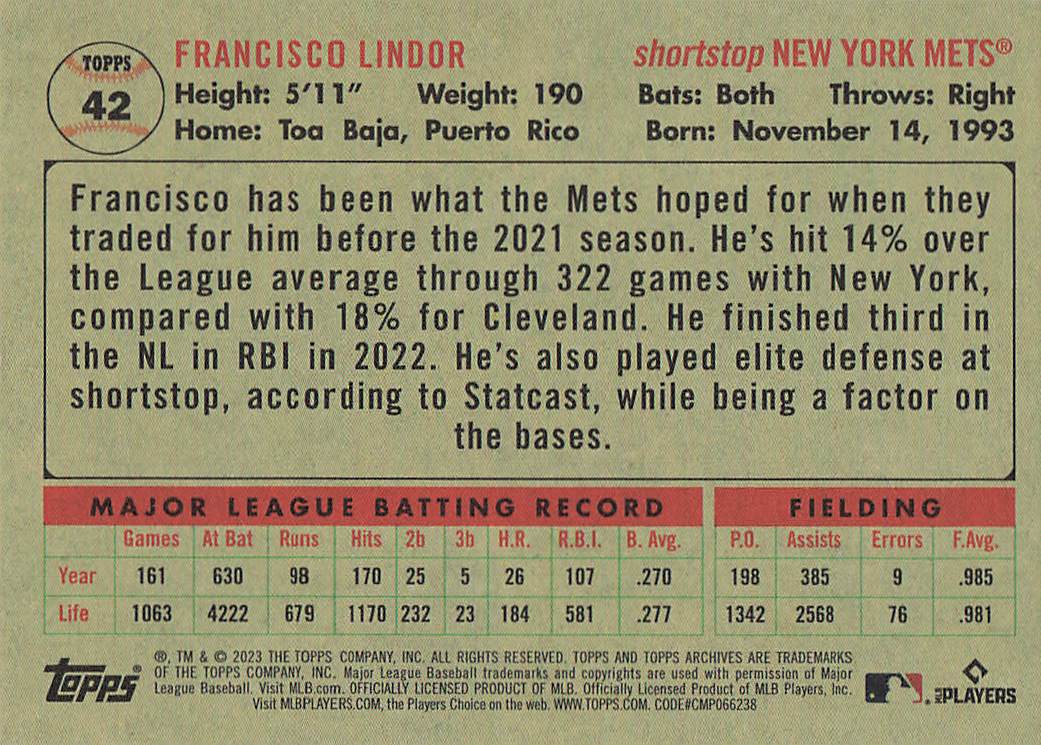 TOPPS
42
FRANCISCO LINDOR shortstop NEW YORK METS®
Height: 5'11" Weight: 190 Bats: Both Throws: Right
Home: Toa Baja, Puerto Rico Born: November 14, 1993
Francisco has been what the Mets hoped for when they
traded for him before the 2021 season. He's hit 14% over
the League average through 322 games with New York,
compared with 18% for Cleveland. He finished third in
the NL in RBI in 2022. He's also played elite defense at
shortstop, according to Statcast, while being a factor on
the bases.
MAJOR LEAGUE BATTING RECORD FIELDING
Games At Bat Runs Hits 2b 3b H.R. R.B.I. B. Avg. P.O. Assists Errors F.Avg.
Year 161 630 98 170 25 5 26 107 .270 198 385 9 .985
Life 1063 4222 679 1170 232 23 184 581 .277 1342 2568 76 .981
Topps®
®, TM & © 2023 THE TOPPS COMPANY, INC. ALL RIGHTS RESERVED. TOPPS AND TOPPS ARCHIVES ARE TRADEMARKS
OF THE TOPPS COMPANY, INC. Major League Baseball trademarks and copyrights are used with permission of Major
League Baseball. Visit MLB.com. OFFICIALLY LICENSED PRODUCT OF MLB. Officially Licensed Product of MLB Players, Inc.
Visit MLBPLAYERS.COM, the Players Choice on the web. WWW.TOPPS.COM. CODE#CMP066238
MLB PLAYERS